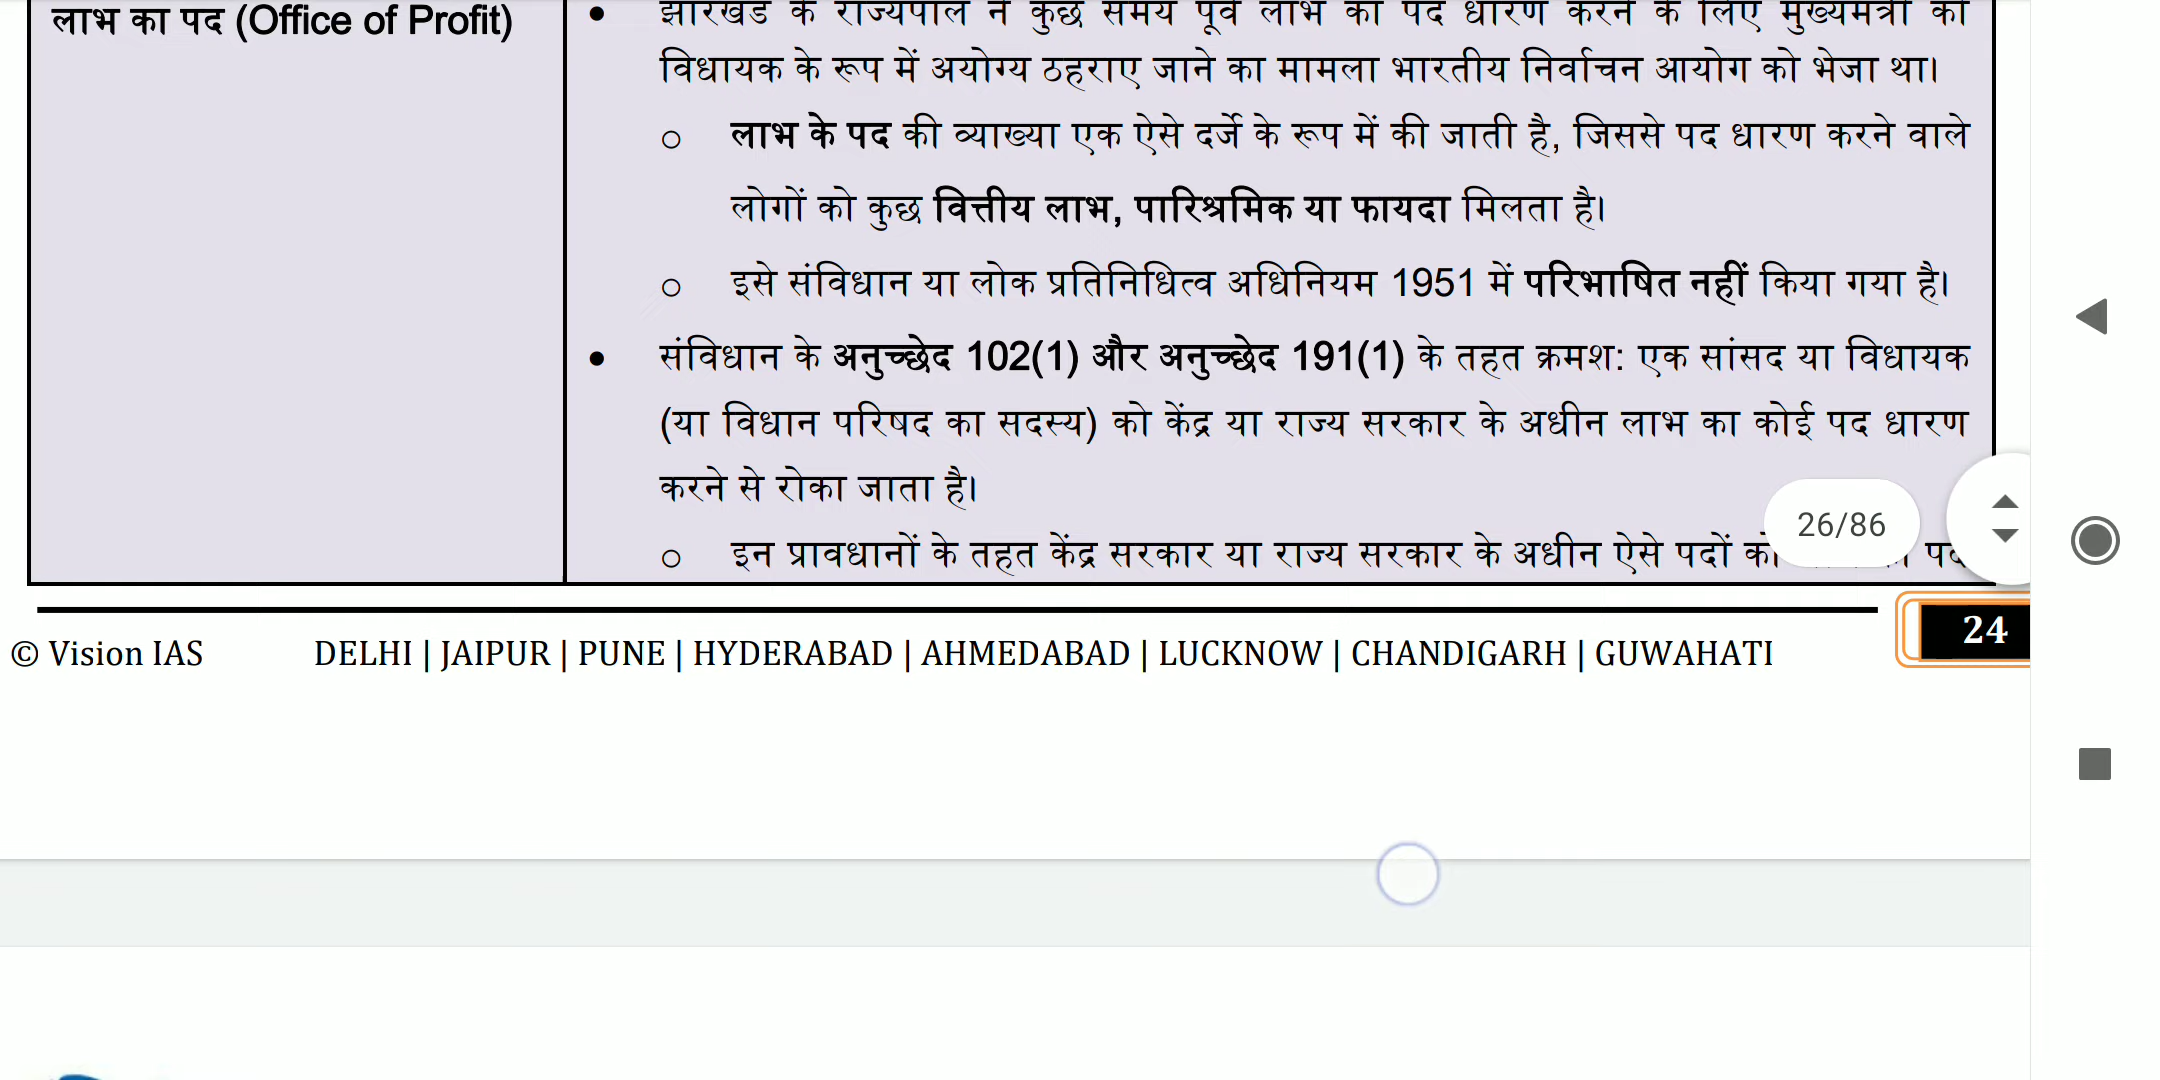 लाभ का पद (Office of Profit)
• झारखंड के राज्यपाल ने कुछ समय पूर्व लाभ का पद धारण करने के लिए मुख्यमंत्री को
विधायक के रूप में अयोग्य ठहराए जाने का मामला भारतीय निर्वाचन आयोग को भेजा था।
○ लाभ के पद की व्याख्या एक ऐसे दर्जे के रूप में की जाती है, जिससे पद धारण करने वाले
लोगों को कुछ वित्तीय लाभ, पारिश्रमिक या फायदा मिलता है।
○ इसे संविधान या लोक प्रतिनिधित्व अधिनियम 1951 में परिभाषित नहीं किया गया है।
• संविधान के अनुच्छेद 102(1) और अनुच्छेद 191(1) के तहत क्रमश: एक सांसद या विधायक
(या विधान परिषद का सदस्य) को केंद्र या राज्य सरकार के अधीन लाभ का कोई पद धारण
करने से रोका जाता है।
○ इन प्रावधानों के तहत केंद्र सरकार या राज्य सरकार के अधीन ऐसे पदों को
26/86
24
© Vision IAS DELHI | JAIPUR | PUNE | HYDERABAD | AHMEDABAD | LUCKNOW | CHANDIGARH | GUWAHATI